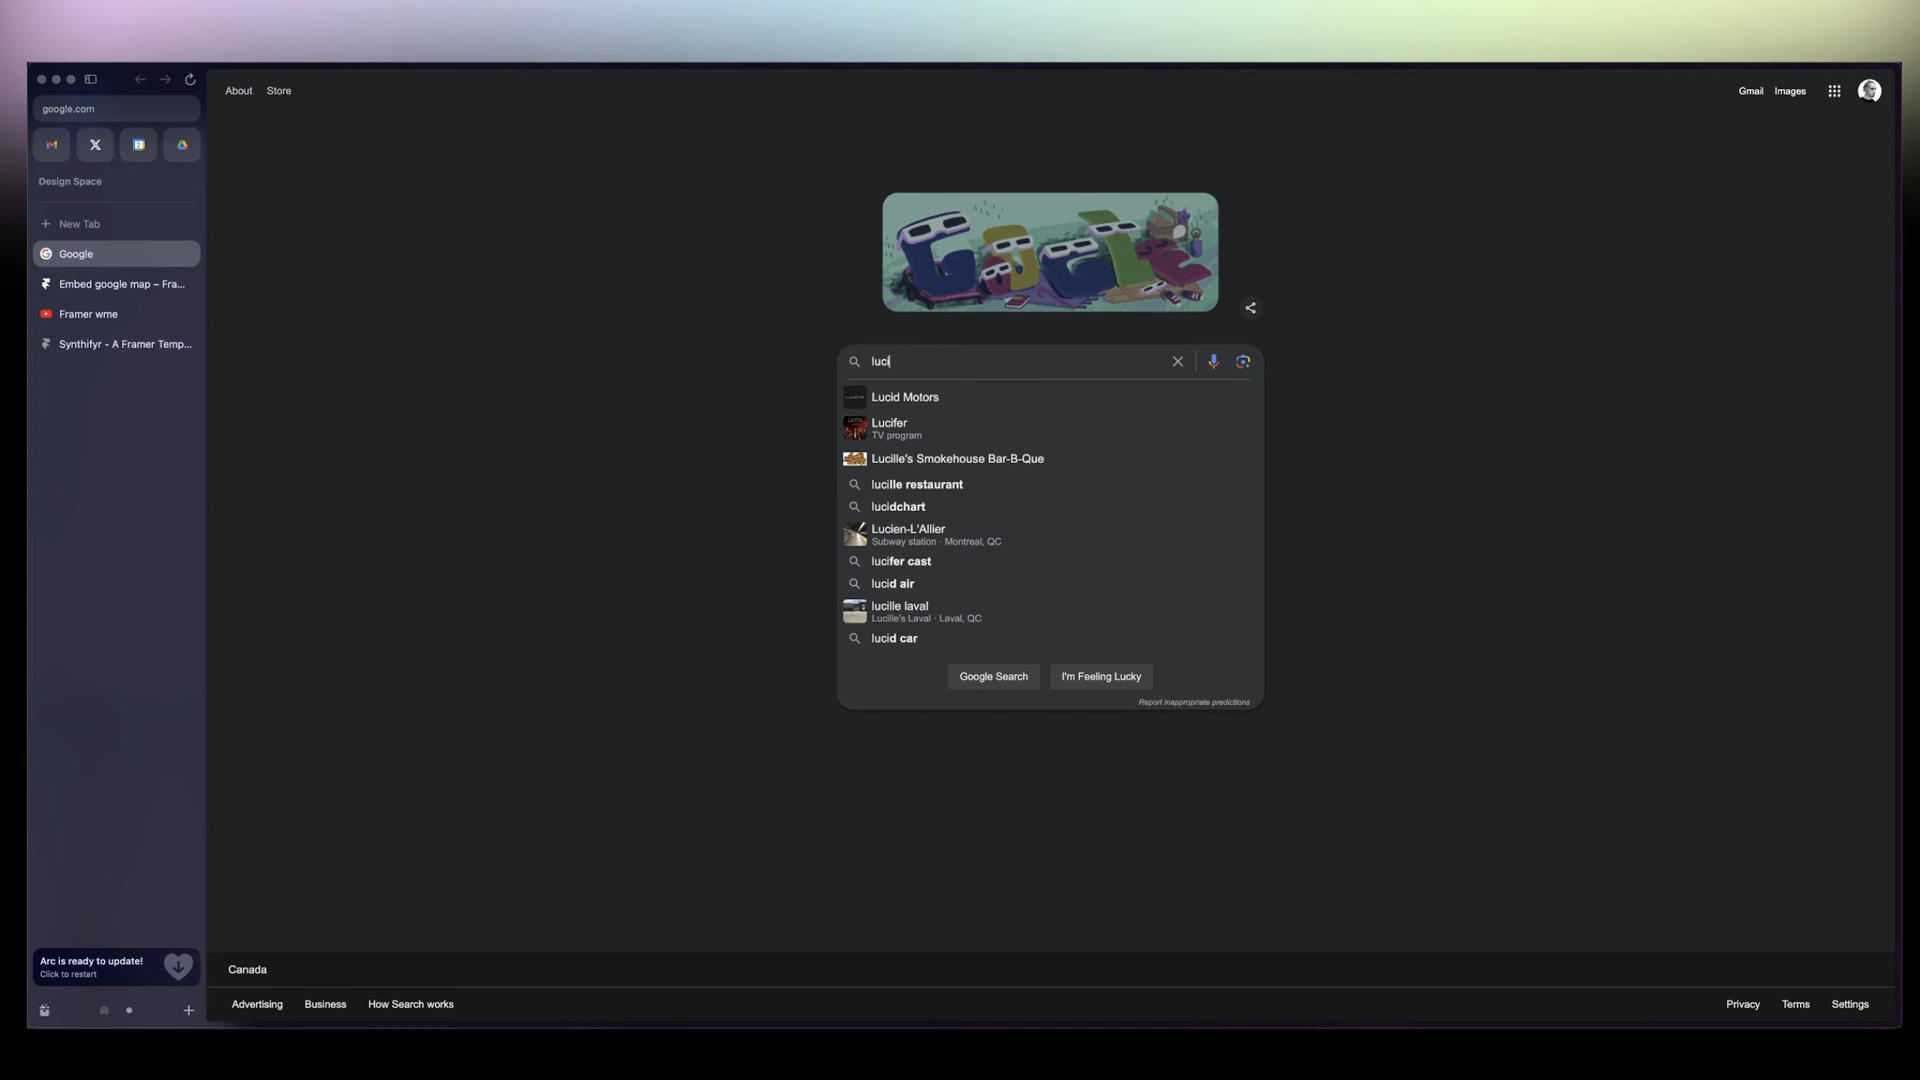 google.com
Design Space
New Tab
Google
Embed google map – Fra...
Framer wme
Synthifyr - A Framer Temp...
Arc is ready to update!
Click to restart
About Store
Gmail Images
Google
luci
Lucid Motors
Lucifer
TV program
Lucille's Smokehouse Bar-B-Que
lucille restaurant
lucidchart
Lucien-L'Allier
Subway station · Montreal, QC
lucifer cast
lucid air
lucille laval
Lucille's Laval · Laval, QC
lucid car
Google Search I'm Feeling Lucky
Report inappropriate predictions
Canada
Advertising Business How Search works
Privacy Terms Settings